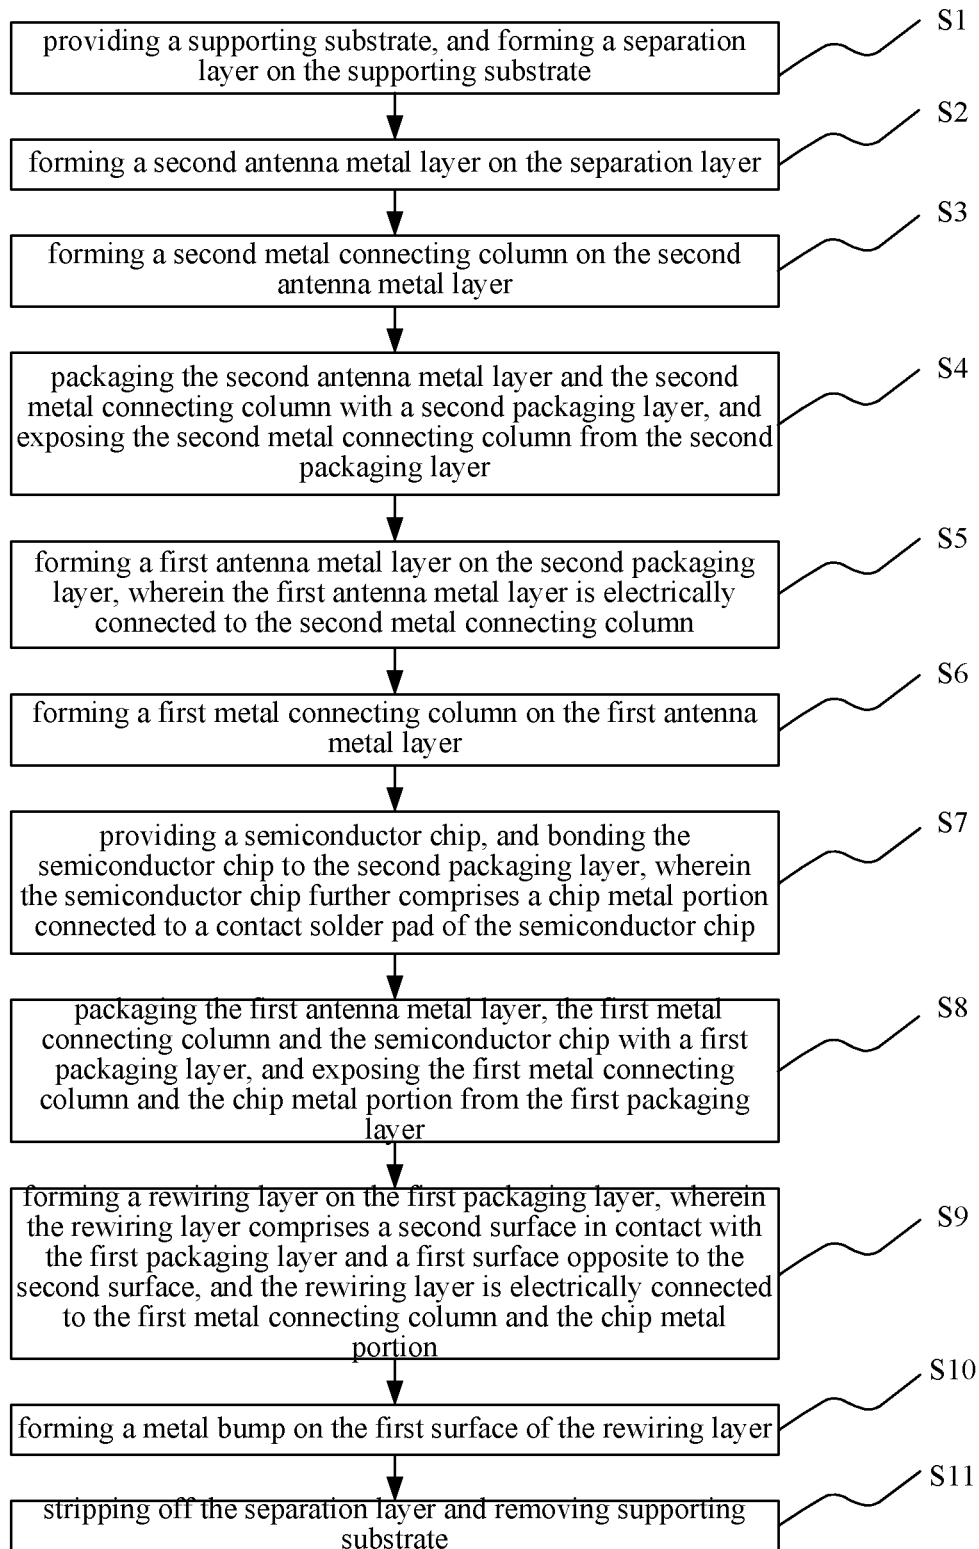 S1
providing a supporting substrate, and forming a separation
layer on the supporting substrate
S2
forming a second antenna metal layer on the separation layer
S3
forming a second metal connecting column on the second
antenna metal layer
S4
packaging the second antenna metal layer and the second
metal connecting column with a second packaging layer, and
exposing the second metal connecting column from the second
packaging layer
S5
forming a first antenna metal layer on the second packaging
layer, wherein the first antenna metal layer is electrically
connected to the second metal connecting column
S6
forming a first metal connecting column on the first antenna
metal layer
S7
providing a semiconductor chip, and bonding the
semiconductor chip to the second packaging layer, wherein
the semiconductor chip further comprises a chip metal portion
connected to a contact solder pad of the semiconductor chip
S8
packaging the first antenna metal layer, the first metal
connecting column and the semiconductor chip with a first
packaging layer, and exposing the first metal connecting
column and the chip metal portion from the first packaging
layer
S9
forming a rewiring layer on the first packaging layer, wherein
the rewiring layer comprises a second surface in contact with
the first packaging layer and a first surface opposite to the
second surface, and the rewiring layer is electrically connected
to the first metal connecting column and the chip metal
portion
S10
forming a metal bump on the first surface of the rewiring layer
S11
stripping off the separation layer and removing supporting
substrate